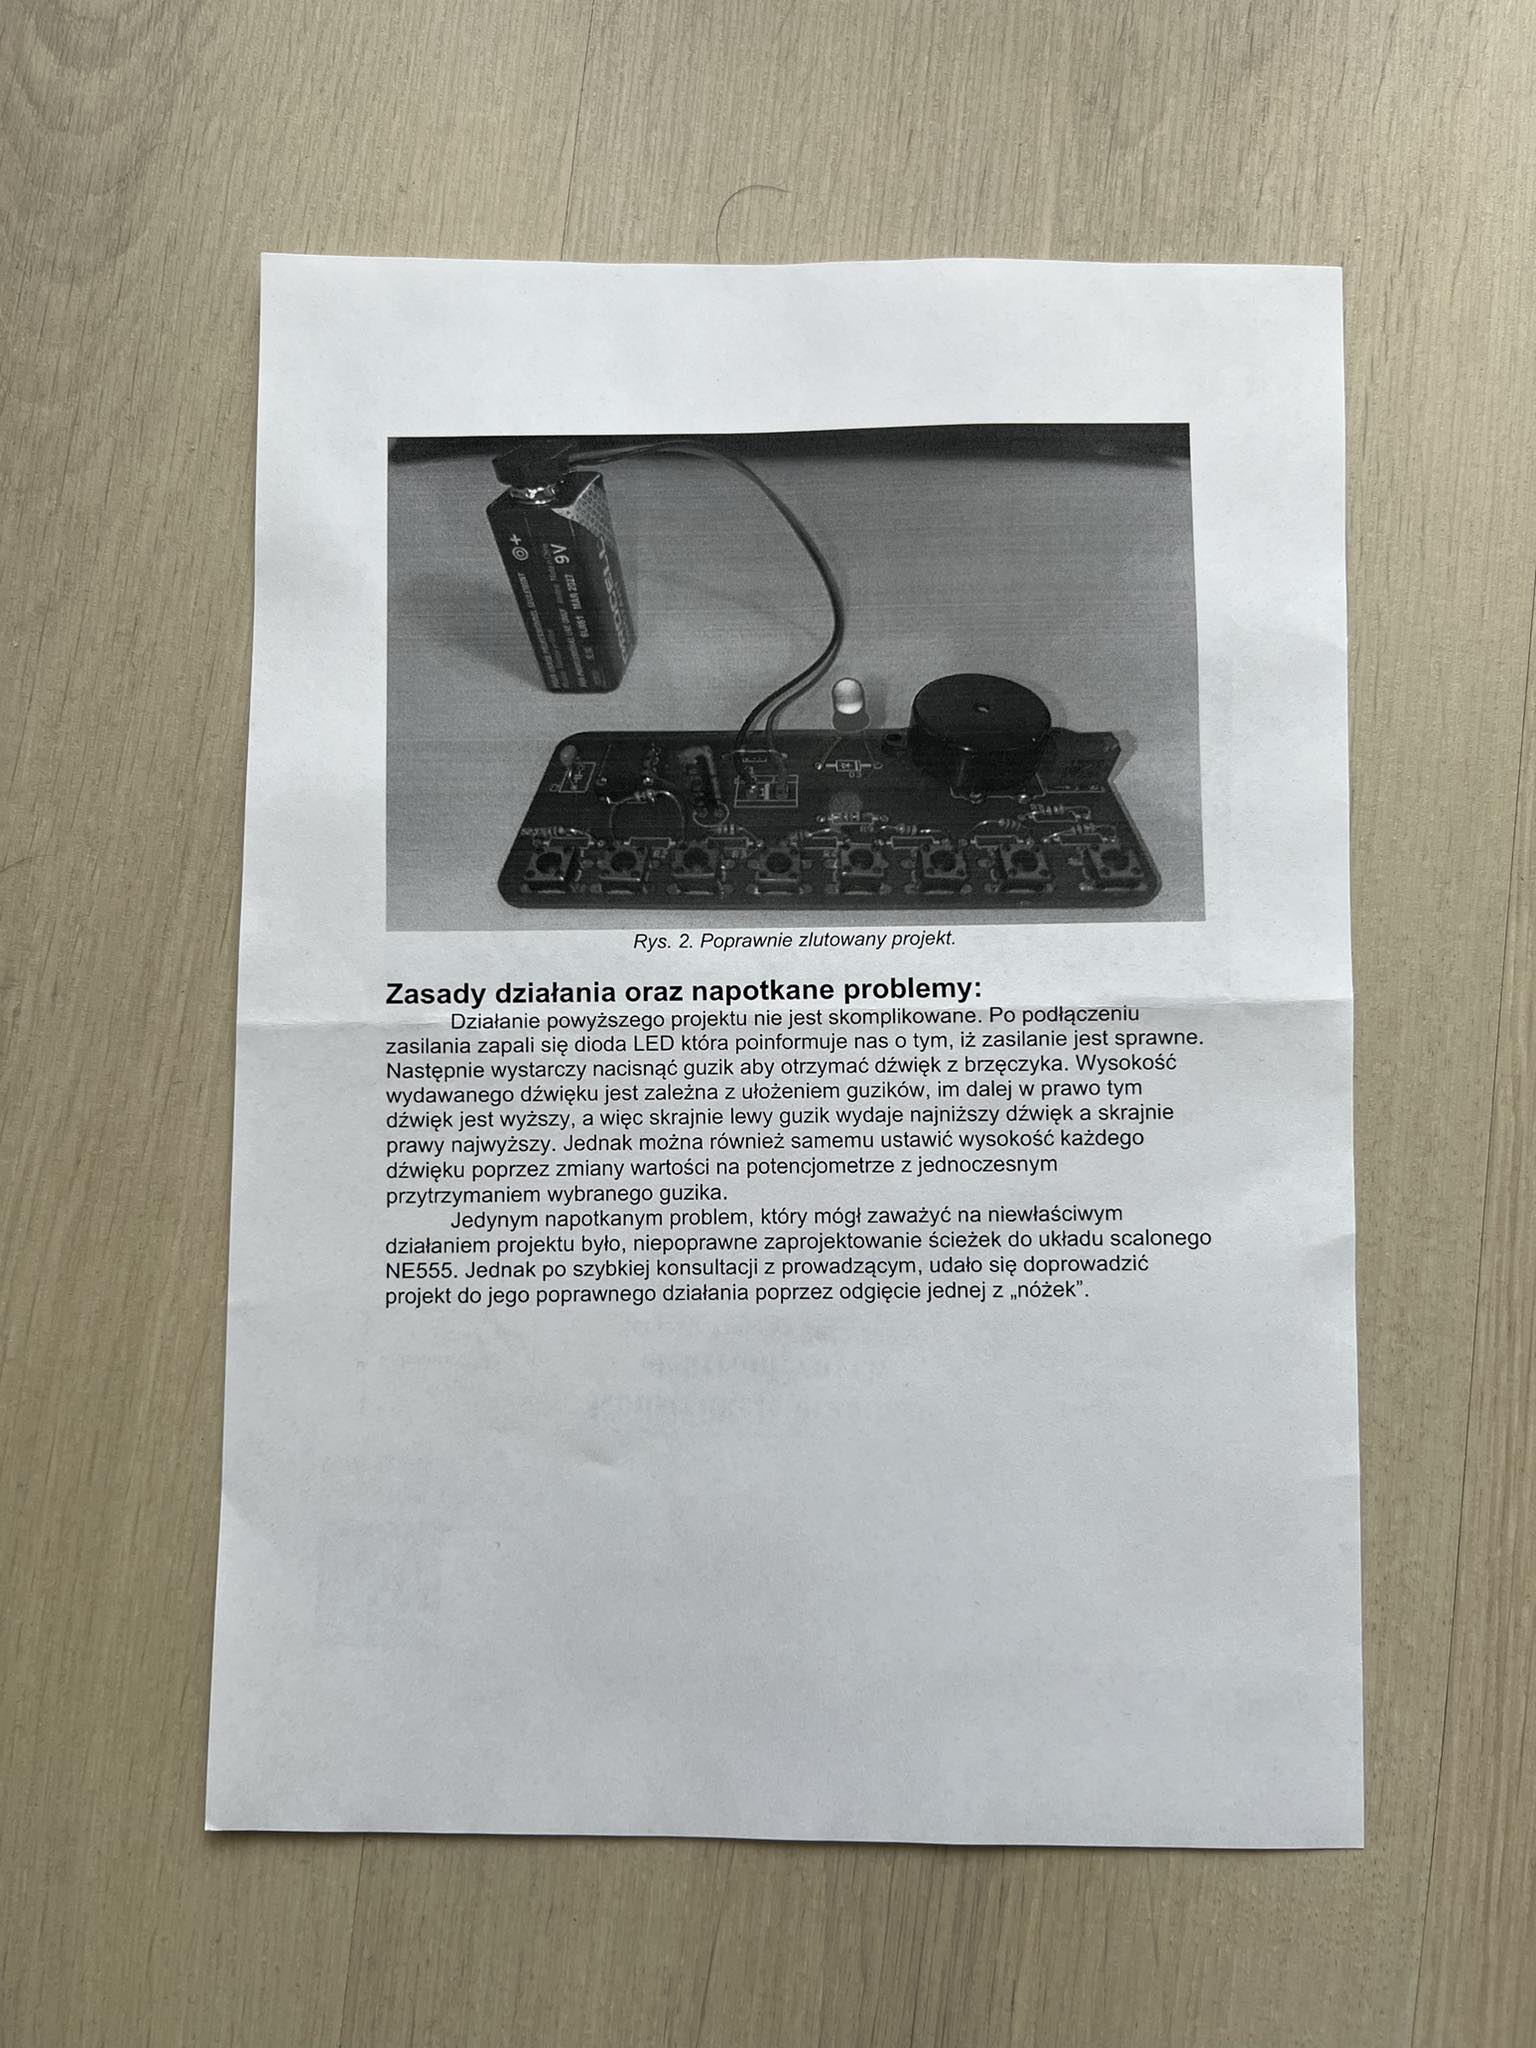 9V
MAR 2027
Rys. 2. Poprawnie zlutowany projekt.
Zasady działania oraz napotkane problemy:
Działanie powyższego projektu nie jest skomplikowane. Po podłączeniu
zasilania zapali się dioda LED która poinformuje nas o tym, iż zasilanie jest sprawne.
Następnie wystarczy nacisnąć guzik aby otrzymać dźwięk z brzęczyka. Wysokość
wydawanego dźwięku jest zależna z ułożeniem guzików, im dalej w prawo tym
dźwięk jest wyższy, a więc skrajnie lewy guzik wydaje najniższy dźwięk a skrajnie
prawy najwyższy. Jednak można również samemu ustawić wysokość każdego
dźwięku poprzez zmiany wartości na potencjometrze z jednoczesnym
przytrzymaniem wybranego guzika.
Jedynym napotkanym problem, który mógł zaważyć na niewłaściwym
działaniem projektu było, niepoprawne zaprojektowanie ścieżek do układu scalonego
NE555. Jednak po szybkiej konsultacji z prowadzącym, udało się doprowadzić
projekt do jego poprawnego działania poprzez odgięcie jednej z „nóżek”.